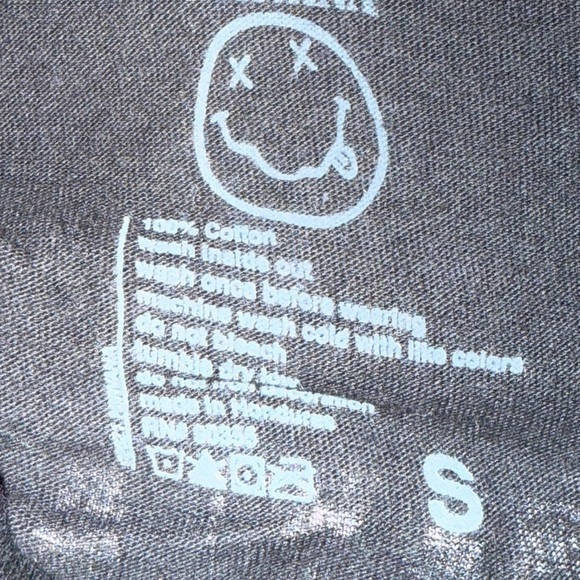 100% Cotton
wash inside out
wash once before wearing
machine wash cold with like colors
do not bleach
tumble dry low
made in Honduras
S